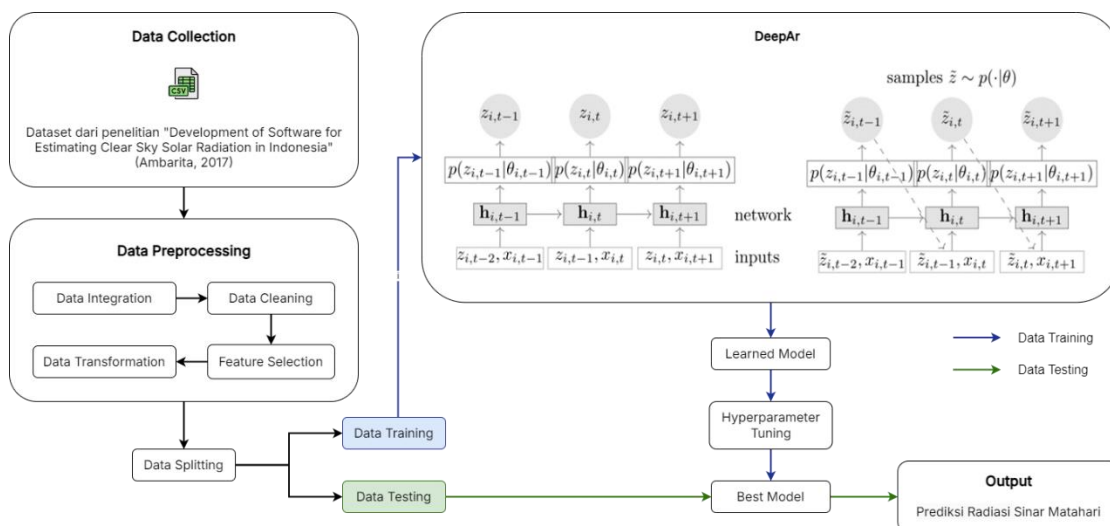 Data Collection
CSV
Dataset dari penelitian "Development of Software for
Estimating Clear Sky Solar Radiation in Indonesia"
(Ambarita, 2017)
Data Preprocessing
Data Integration
Data Cleaning
Data Transformation
Feature Selection
Data Splitting
Data Training
Data Testing
DeepAr
samples z̃ ∼ p(·|θ)
z_{i,t−1} z_{i,t} z_{i,t+1}
p(z_{i,t−1}|θ_{i,t−1}) p(z_{i,t}|θ_{i,t}) p(z_{i,t+1}|θ_{i,t+1})
h_{i,t−1} h_{i,t} h_{i,t+1}
z_{i,t−2}, x_{i,t−1} z_{i,t−1}, x_{i,t} z_{i,t}, x_{i,t+1}
network
inputs
z̃_{i,t−1} z̃_{i,t} z̃_{i,t+1}
p(z_{i,t−1}|θ_{i,t−1}) p(z_{i,t}|θ_{i,t}) p(z_{i,t+1}|θ_{i,t+1})
h_{i,t−1} h_{i,t} h_{i,t+1}
z̃_{i,t−2}, x_{i,t−1} z̃_{i,t−1}, x_{i,t} z̃_{i,t}, x_{i,t+1}
Learned Model
Hyperparameter
Tuning
Best Model
Data Training
Data Testing
Output
Prediksi Radiasi Sinar Matahari